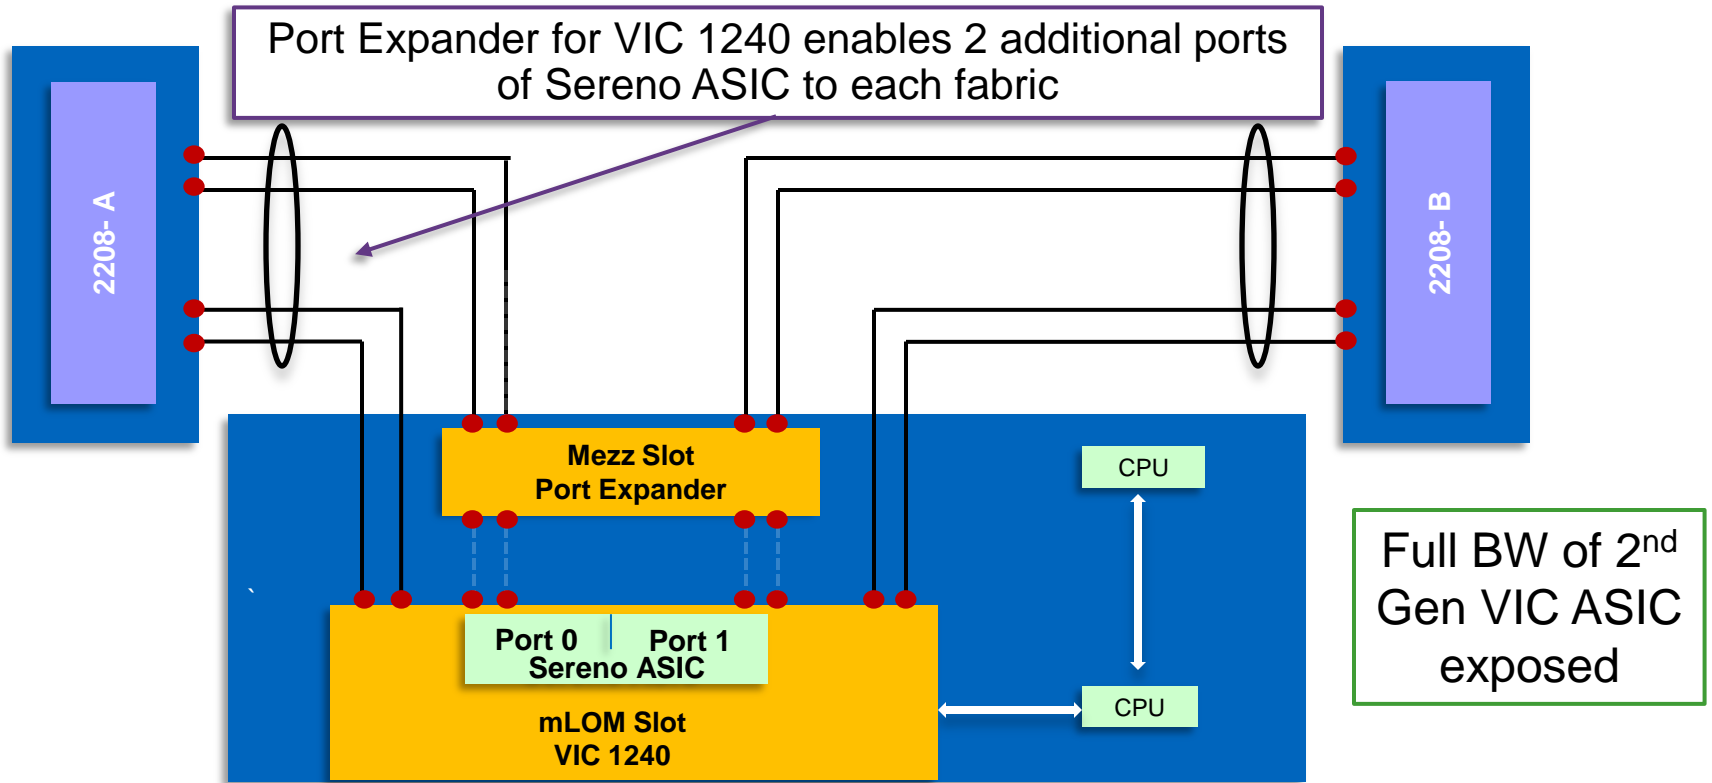 Port Expander for VIC 1240 enables 2 additional ports
of Sereno ASIC to each fabric
2208- A
2208- B
Mezz Slot
Port Expander
CPU
Full BW of 2nd
Gen VIC ASIC
exposed
`
Port 0 Port 1
Sereno ASIC
CPU
mLOM Slot
VIC 1240